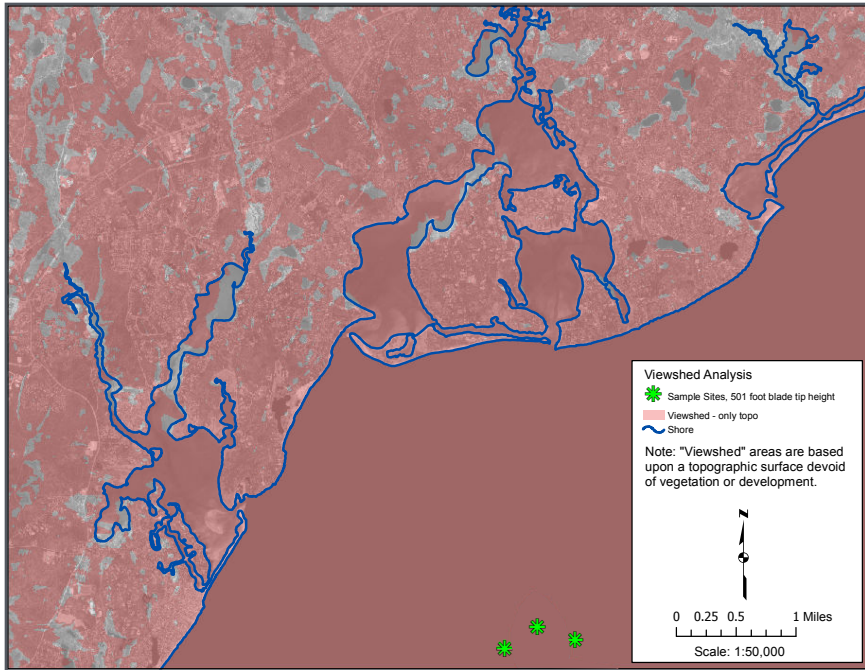 Viewshed Analysis
Sample Sites, 501 foot blade tip height
Viewshed - only topo
Shore
Note: "Viewshed" areas are based
upon a topographic surface devoid
of vegetation or development.
N
0 0.25 0.5 1 Miles
Scale: 1:50,000